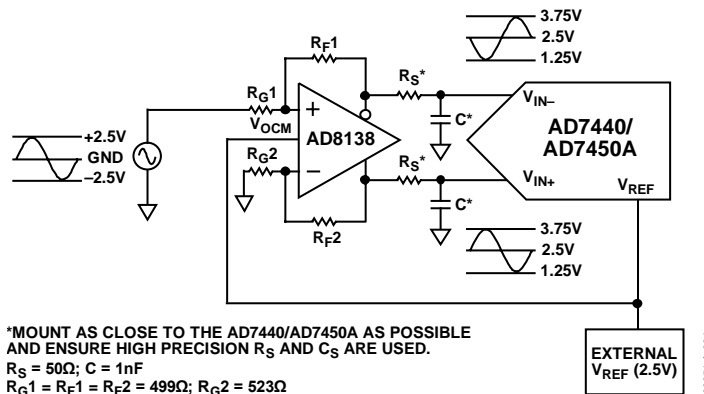 3.75V
2.5V
1.25V
RF1
RS*
RG1
VOCM
+
VIN–
C*
AD7440/
AD7450A
AD8138
+2.5V
GND
–2.5V
RG2
–
RS*
VIN+
VREF
C*
RF2
3.75V
2.5V
1.25V
*MOUNT AS CLOSE TO THE AD7440/AD7450A AS POSSIBLE
AND ENSURE HIGH PRECISION RS AND CS ARE USED.
RS = 50Ω; C = 1nF
RG1 = RF1 = RF2 = 499Ω; RG2 = 523Ω
EXTERNAL
VREF (2.5V)